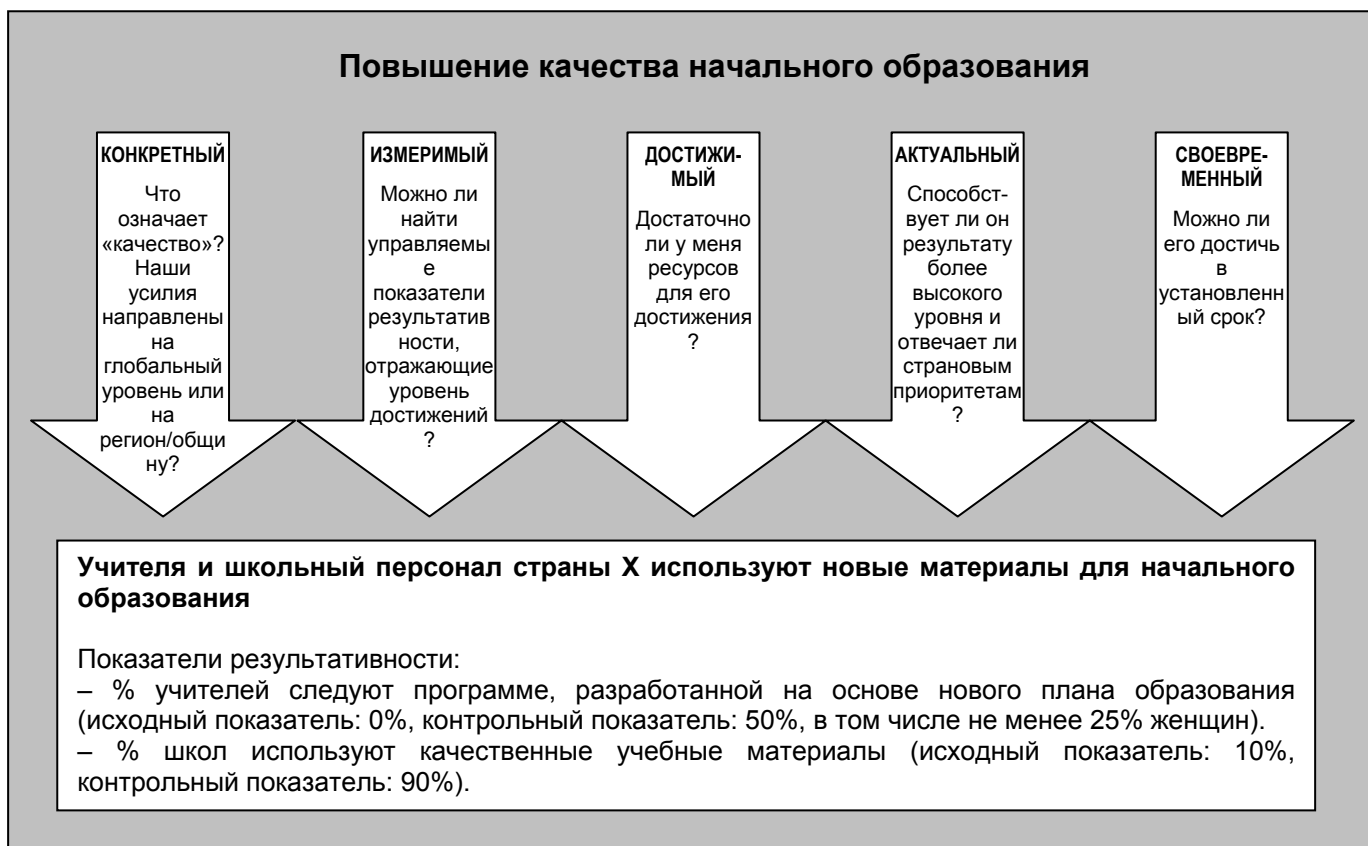 Повышение качества начального образования
КОНКРЕТНЫЙ
Что
означает
«качество»?
Наши
усилия
направлены
на
глобальный
уровень или
на
регион/общи
ну?
ИЗМЕРИМЫЙ
Можно ли
найти
управляемы
е
показатели
результатив
ности,
отражающие
уровень
достижений
?
ДОСТИЖИ-
МЫЙ
Достаточно
ли у меня
ресурсов
для его
достижения
?
АКТУАЛЬНЫЙ
Способст-
вует ли он
результату
более
высокого
уровня и
отвечает ли
страновым
приоритетам
?
СВОЕВРЕ-
МЕННЫЙ
Можно ли
его достичь
в
установленн
ый срок?
Учителя и школьный персонал страны X используют новые материалы для начального
образования
Показатели результативности:
– % учителей следуют программе, разработанной на основе нового плана образования
(исходный показатель: 0%, контрольный показатель: 50%, в том числе не менее 25% женщин).
– % школ используют качественные учебные материалы (исходный показатель: 10%,
контрольный показатель: 90%).